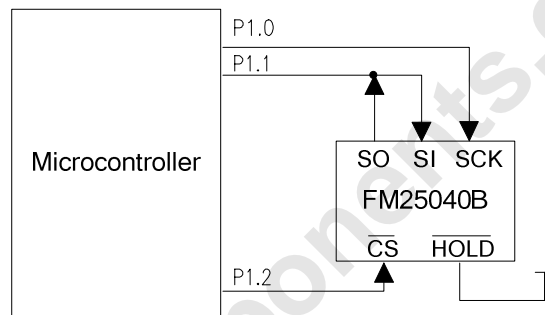 P1.0
P1.1
Microcontroller
SO SI SCK
FM25040B
CS HOLD
P1.2